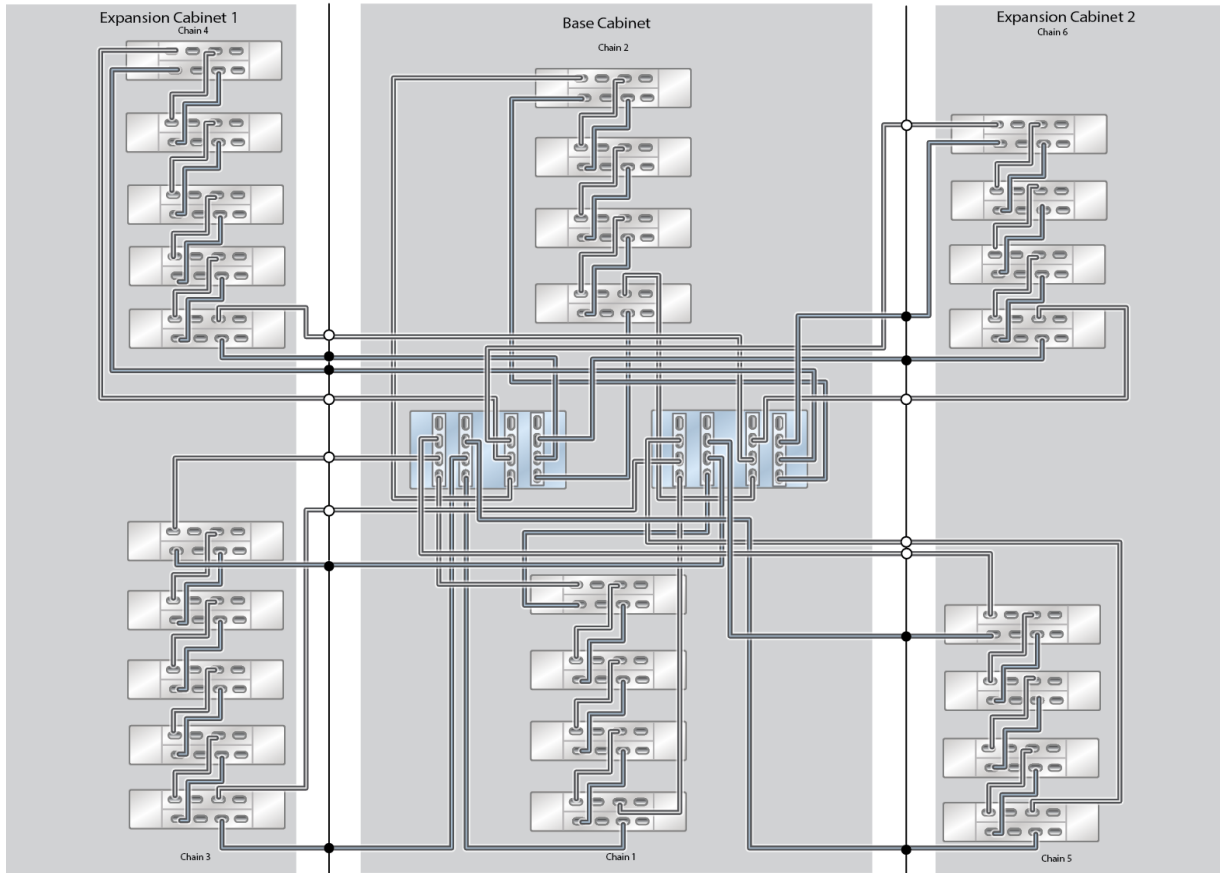 Expansion Cabinet 1
Chain 4
Base Cabinet
Chain 2
Expansion Cabinet 2
Chain 6
Chain 3
Chain 1
Chain 5